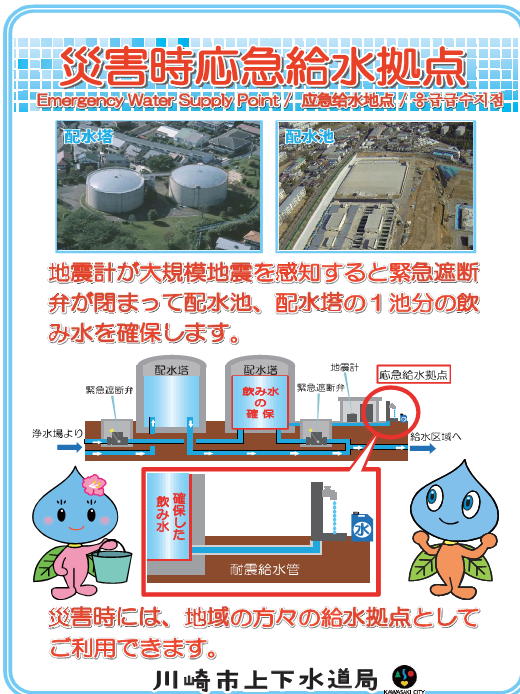 災害時応急給水拠点
Emergency Water Supply Point / 应急给水地点 / 응급급수지점
配水塔
配水池
地震計が大規模地震を感知すると緊急遮断
弁が閉まって配水池、配水塔の1池分の飲
み水を確保します。
緊急遮断弁
配水塔
配水塔
飲み水
の
確保
緊急遮断弁
地震計
応急給水拠点
浄水場より
給水区域へ
確保した
飲み水
水
耐震給水管
災害時には、地域の方々の給水拠点として
ご利用できます。
川崎市上下水道局
KAWASAKI CITY